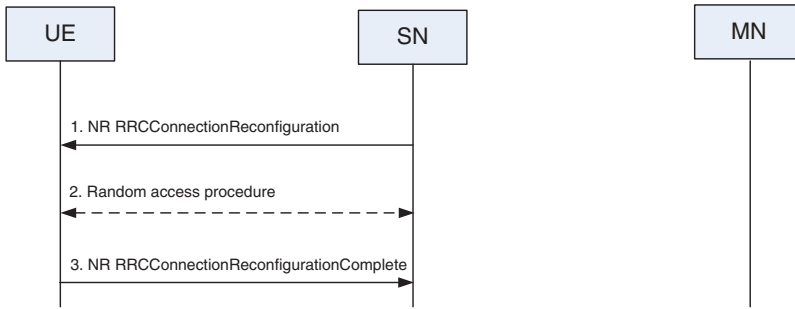 UE
SN
MN
1. NR RRCConnectionReconfiguration
2. Random access procedure
3. NR RRCConnectionReconfigurationComplete